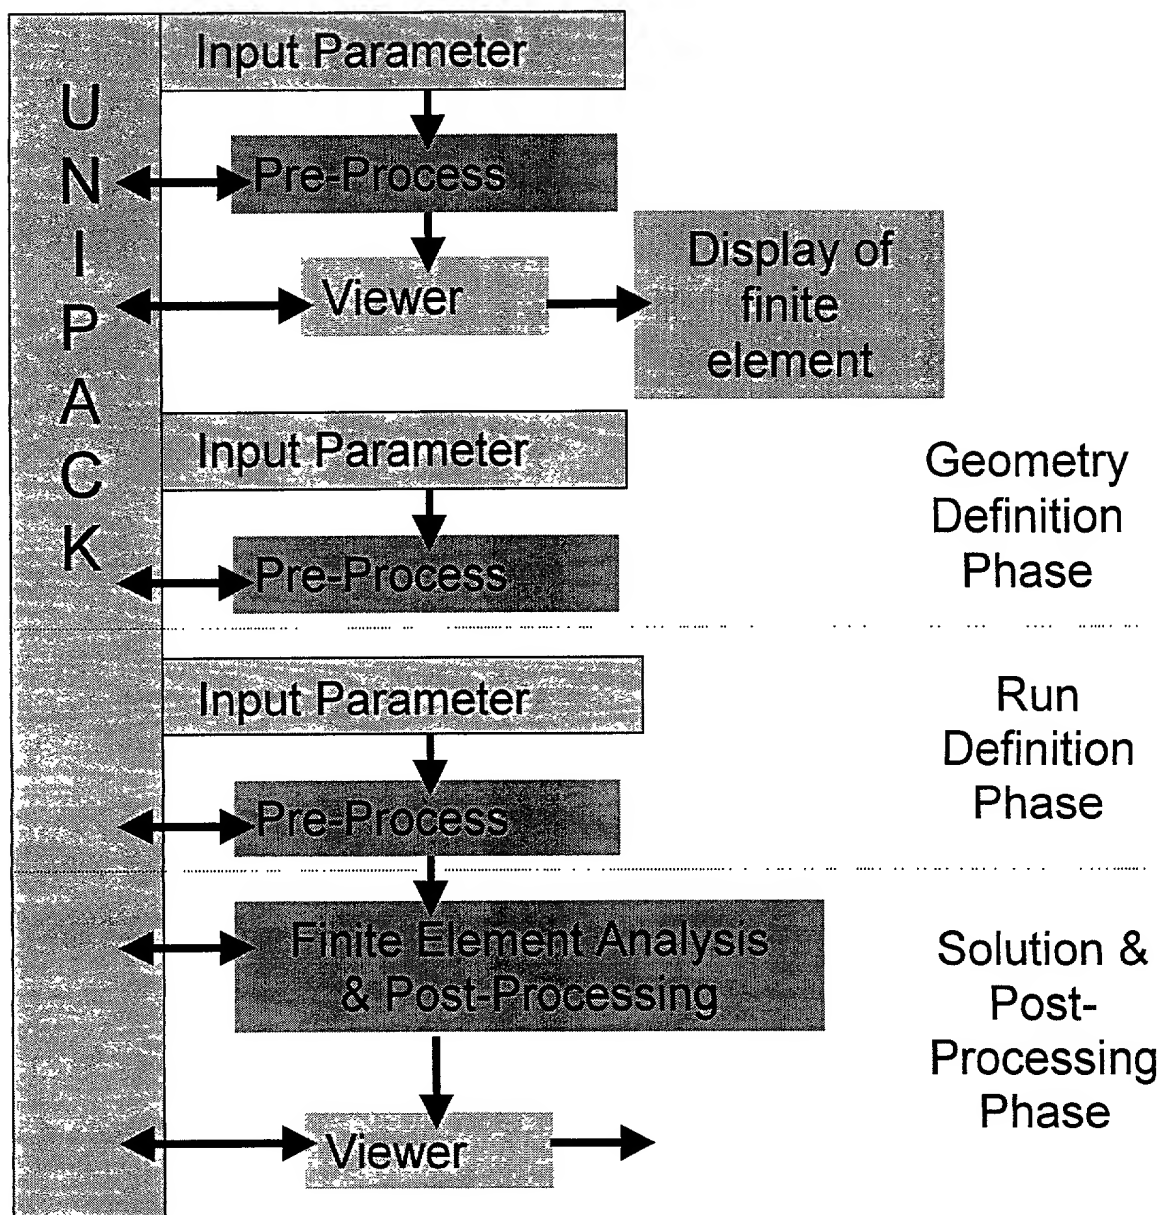 UNIPACK
Input Parameter
Pre-Process
Viewer
Display of
finite
element
Input Parameter
Pre-Process
Geometry
Definition
Phase
Input Parameter
Pre-Process
Run
Definition
Phase
Finite Element Analysis
& Post-Processing
Solution &
Post-
Processing
Phase
Viewer